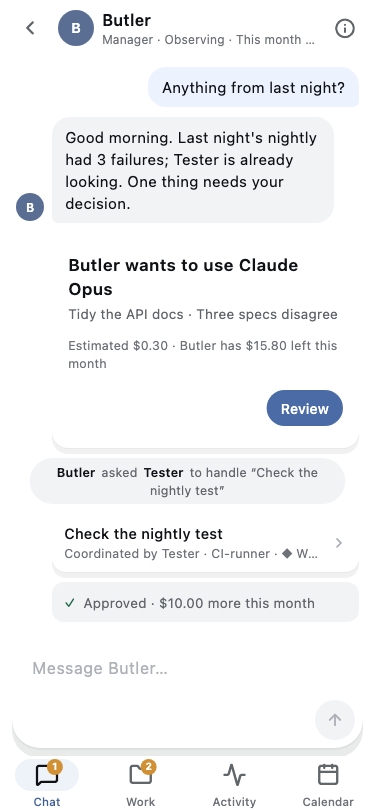 B
Butler
Manager · Observing · This month ...
Anything from last night?
Good morning. Last night's nightly
had 3 failures; Tester is already
looking. One thing needs your
decision.
B
Butler wants to use Claude
Opus
Tidy the API docs · Three specs disagree
Estimated $0.30 · Butler has $15.80 left this
month
Review
Butler asked Tester to handle “Check the
nightly test”
Check the nightly test
Coordinated by Tester · CI-runner · ◆ W...
✓ Approved · $10.00 more this month
Message Butler...
1
2
Chat
Work
Activity
Calendar